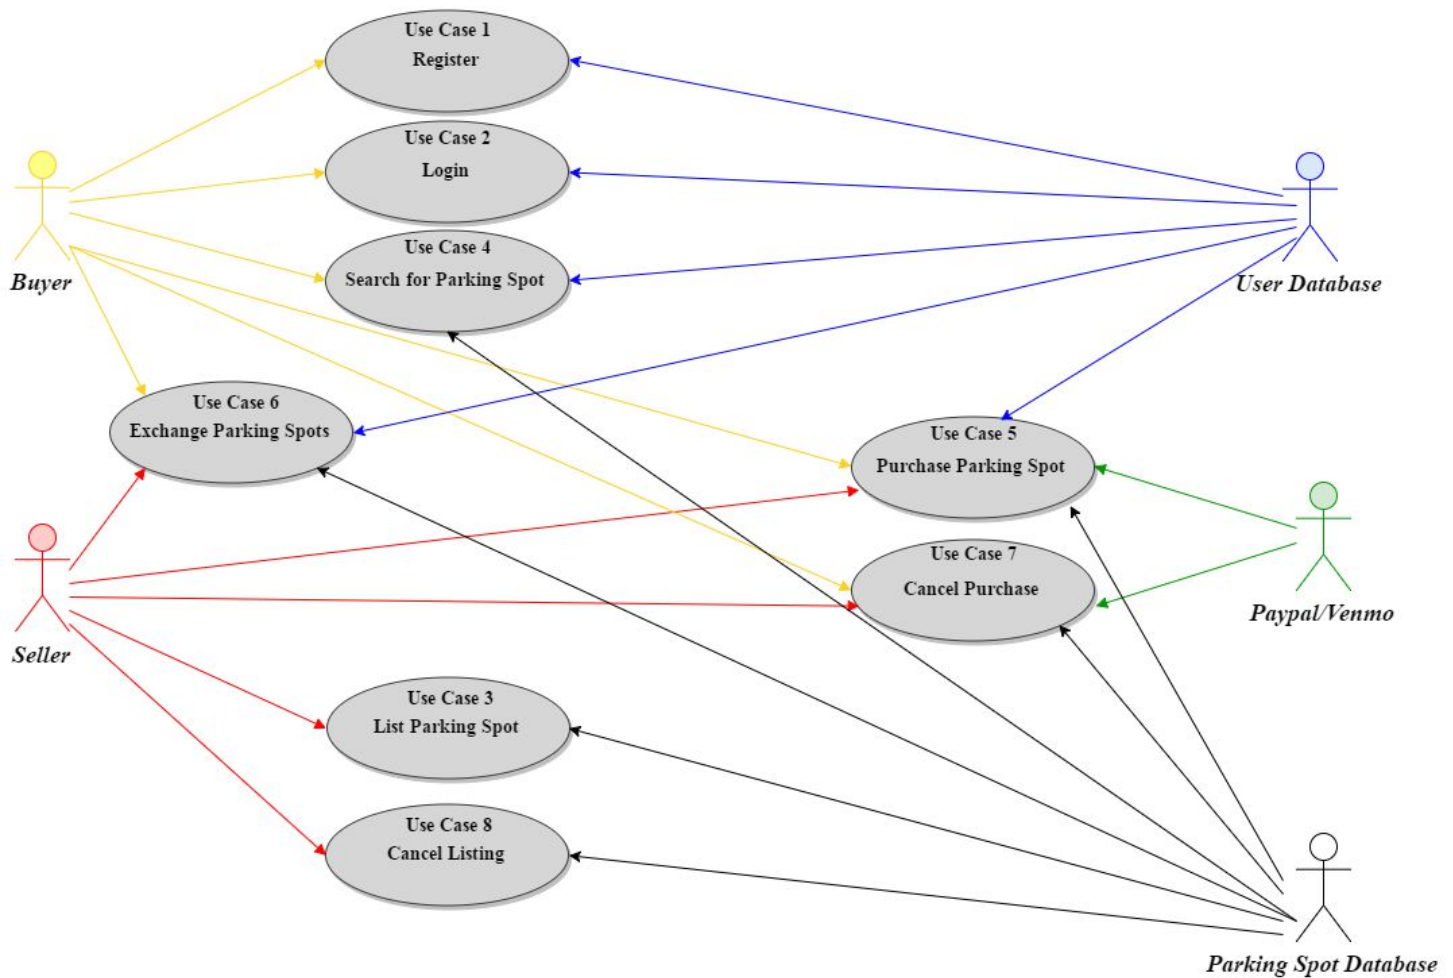 Use Case 1
Register
Use Case 2
Login
Use Case 4
Search for Parking Spot
Buyer
User Database
Use Case 6
Exchange Parking Spots
Use Case 5
Purchase Parking Spot
Use Case 7
Cancel Purchase
Paypal/Venmo
Seller
Use Case 3
List Parking Spot
Use Case 8
Cancel Listing
Parking Spot Database